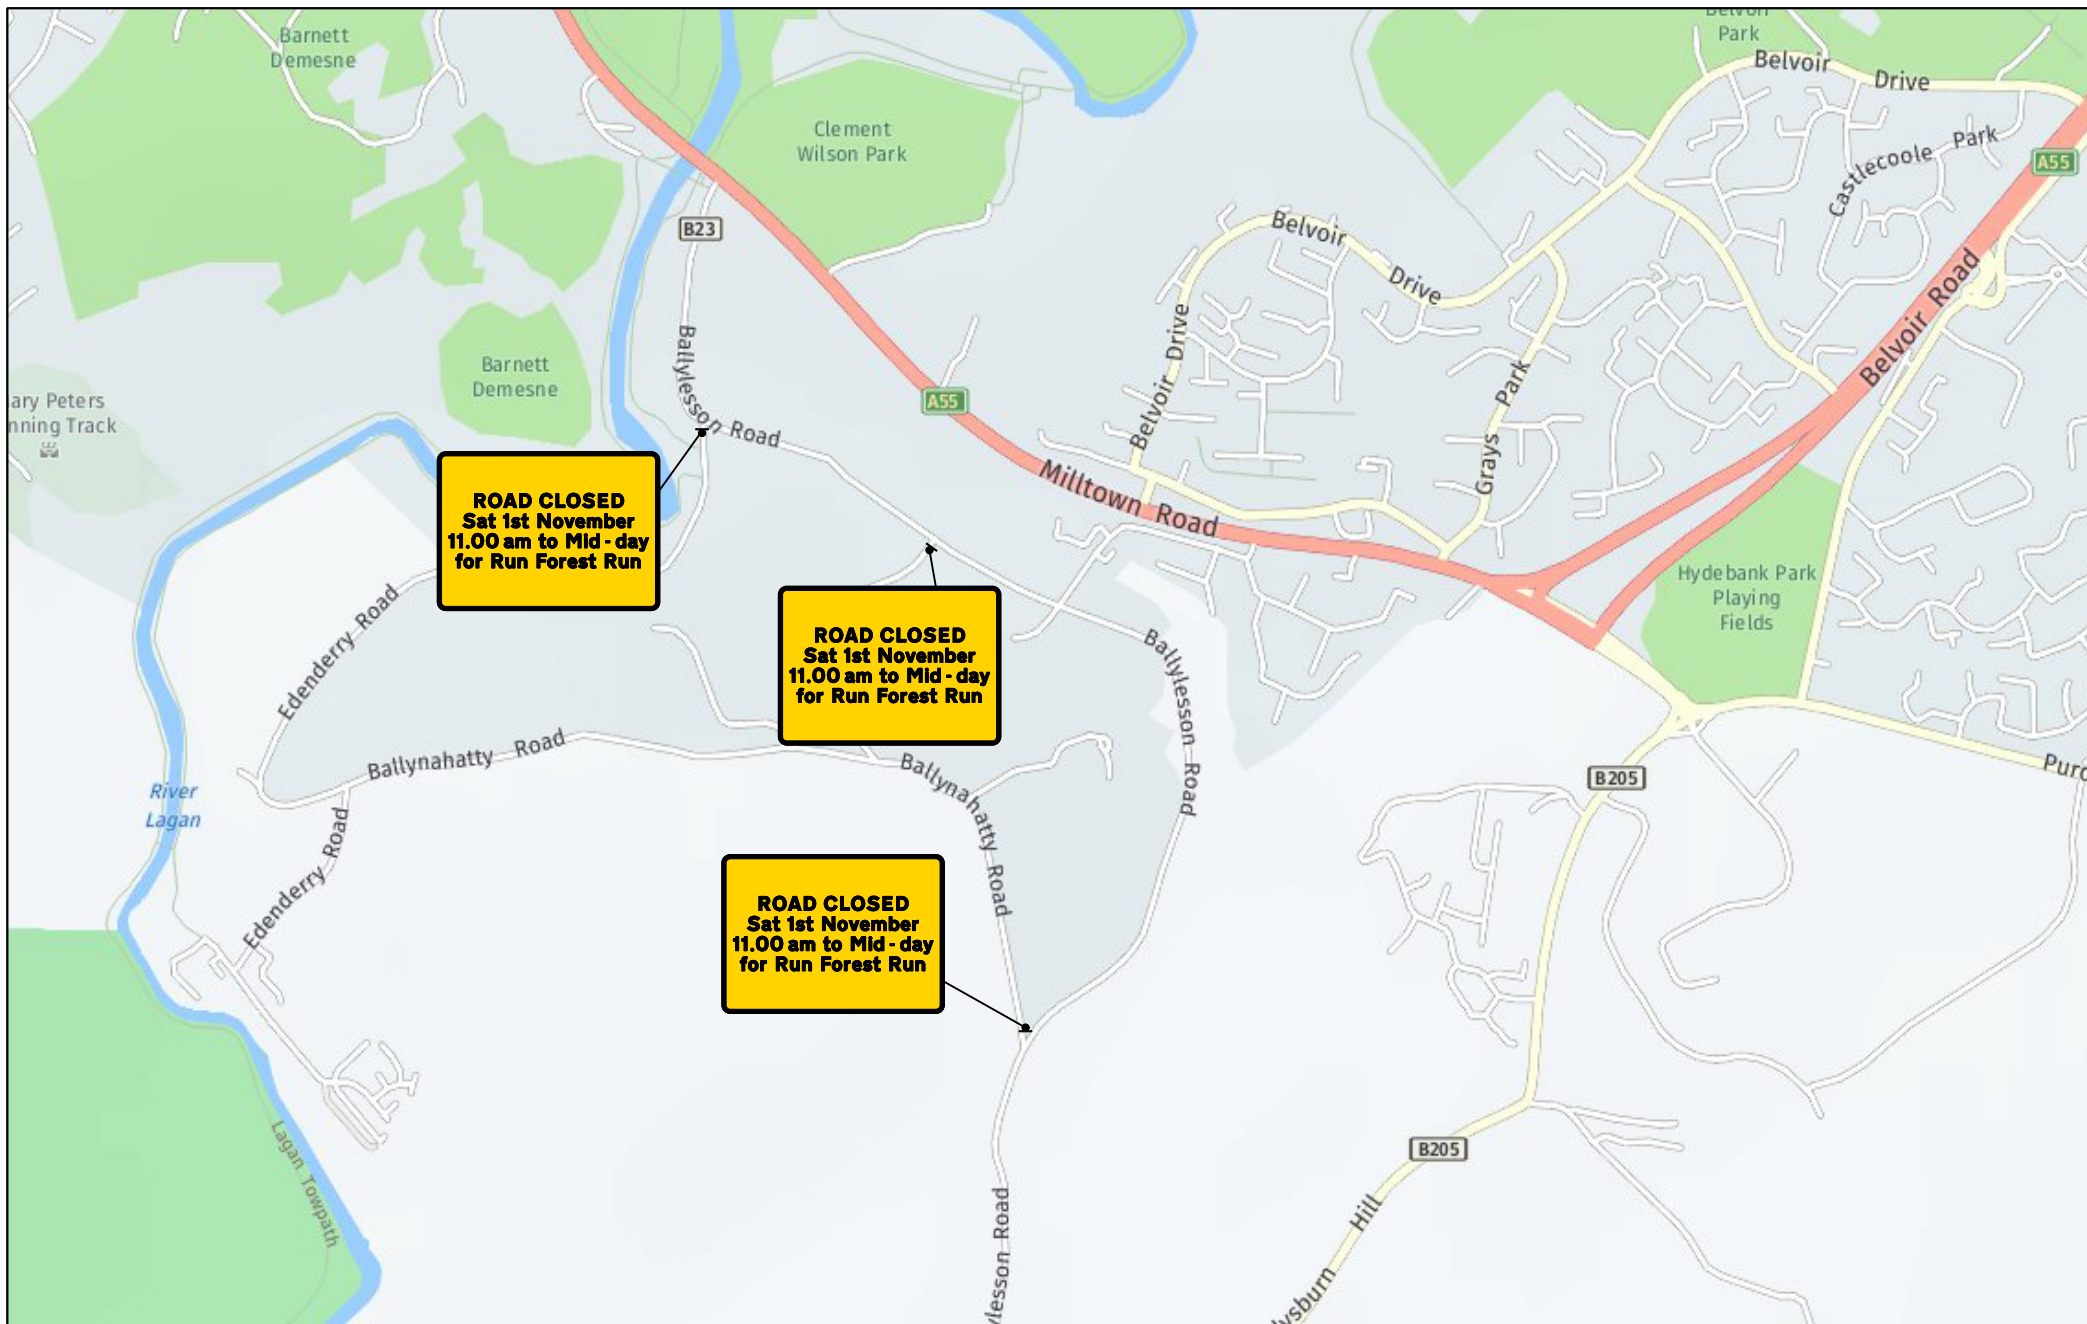 Barnett
Demesne
Belvoir
Park
Belvoir
Drive
Clement
Wilson Park
Castlecoole
Park
A55
B23
Belvoir
Drive
Belvoir Road
Ballylesson
Road
Belvoir Drive
Barnett
Demesne
Grays Park
A55
ary Peters
nning Track
Milltown Road
ROAD CLOSED
Sat 1st November
11.00 am to Mid - day
for Run Forest Run
Hydebank Park
Playing
Fields
Edenderry Road
ROAD CLOSED
Sat 1st November
11.00 am to Mid - day
for Run Forest Run
Ballylesson Road
Ballynahatty Road
Ballynahatty Road
B205
Purd
River
Lagan
Edenderry Road
ROAD CLOSED
Sat 1st November
11.00 am to Mid - day
for Run Forest Run
Lagan Towpath
B205
Hill
ylesson Road
lysburn